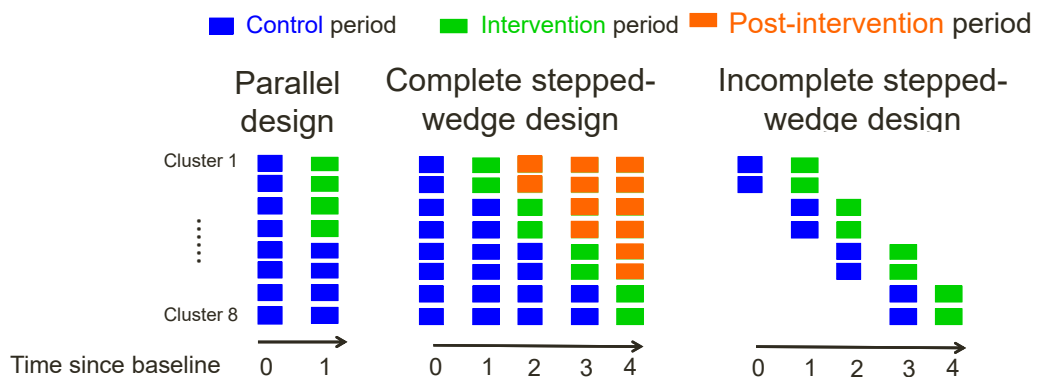 Control period Intervention period Post-intervention period
Parallel
design
Complete stepped-
wedge design
Incomplete stepped-
wedge design
Cluster 1
Cluster 8
Time since baseline
0 1
0 1 2 3 4
0 1 2 3 4